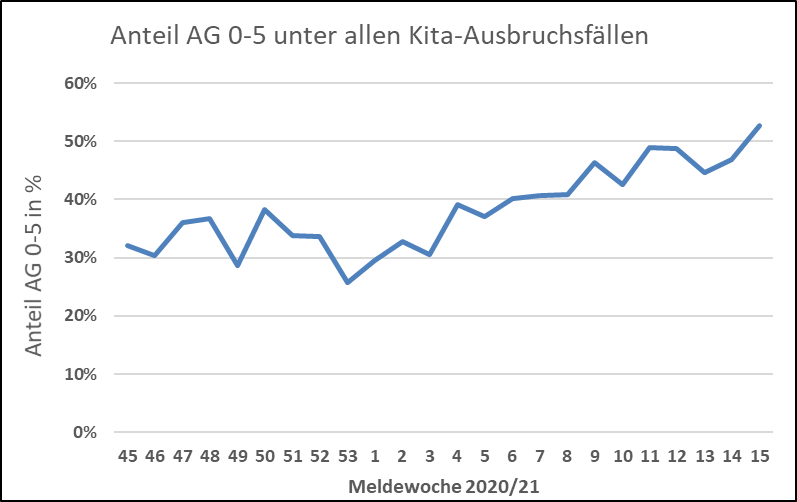 Anteil AG 0-5 unter allen Kita-Ausbruchsfällen
Anteil AG 0-5 in %
60%
50%
40%
30%
20%
10%
0%
45 46 47 48 49 50 51 52 53 1 2 3 4 5 6 7 8 9 10 11 12 13 14 15
Meldewoche 2020/21